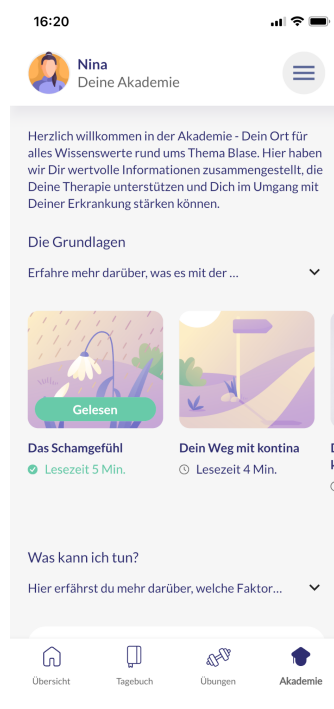 16:20
Nina
Deine Akademie
Herzlich willkommen in der Akademie - Dein Ort für
alles Wissenswerte rund ums Thema Blase. Hier haben
wir Dir wertvolle Informationen zusammengestellt, die
Deine Therapie unterstützen und Dich im Umgang mit
Deiner Erkrankung stärken können.
Die Grundlagen
Erfahre mehr darüber, was es mit der ...
Gelesen
Das Schamgefühl
Dein Weg mit kontina
Lesezeit 5 Min.
Lesezeit 4 Min.
Was kann ich tun?
Hier erfährst du mehr darüber, welche Faktor...
Übersicht
Tagebuch
Übungen
Akademie